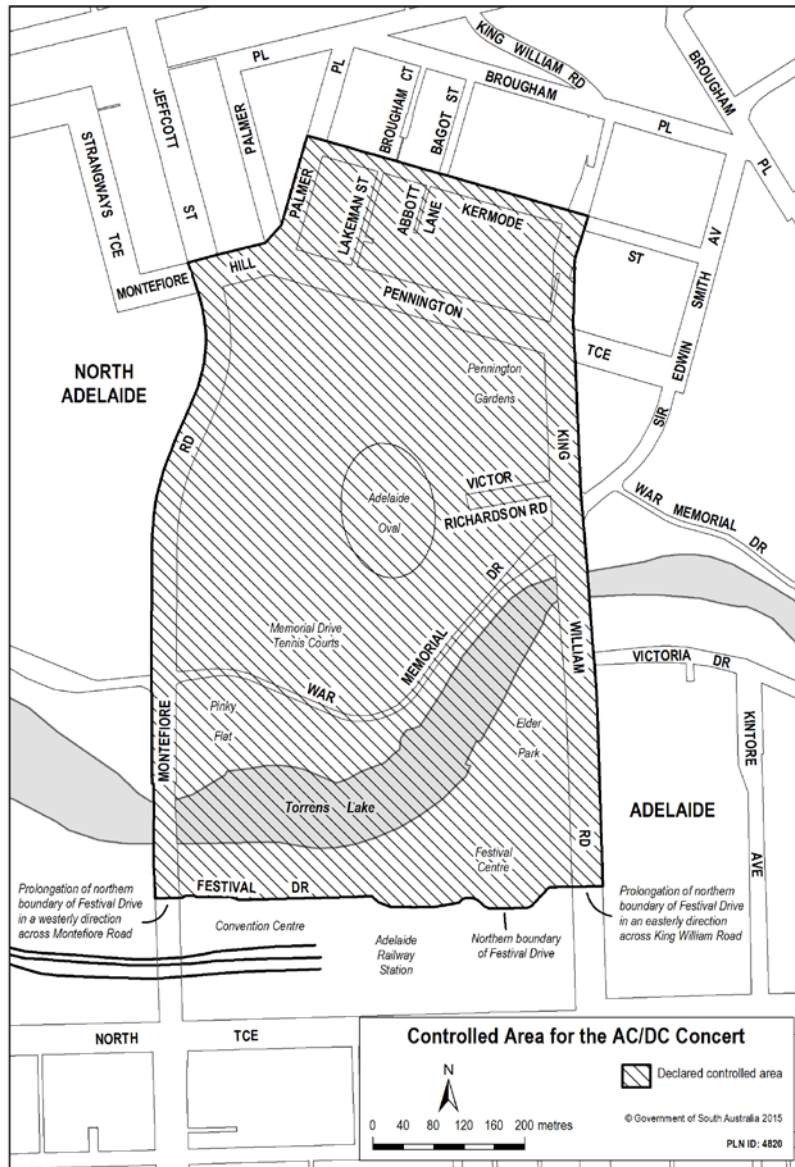 KING WILLIAM RD
BROUGHAM
PL
BROUGHAM
PL
PL
PL
JEFFCOTT
ST
PALMER
STRANGWAYS TCE
BROUGHAM CT
BAGOT ST
PALMER
LAKEMAN ST
ABBOTT LANE
KERMODE
ST
MONTEFIORE
HILL
RD
PENNINGTON
TCE
SIR EDWIN SMITH AV
NORTH
ADELAIDE
Pennington
Gardens
KING
Adelaide
Oval
VICTOR
RICHARDSON RD
WAR MEMORIAL DR
Memorial Drive
Tennis Courts
WAR MEMORIAL DR
WILLIAM
VICTORIA DR
Pinky
Flat
MONTEFIORE
Elder
Park
KINTORE
AVE
Torrens Lake
ADELAIDE
Festival
Centre
RD
FESTIVAL DR
Prolongation of northern
boundary of Festival Drive
in a westerly direction
across Montefiore Road
Convention Centre
Adelaide
Railway
Station
Northern boundary
of Festival Drive
Prolongation of northern
boundary of Festival Drive
in an easterly direction
across King William Road
NORTH TCE
Controlled Area for the AC/DC Concert
N
Declared controlled area
0 40 80 120 160 200 metres
© Government of South Australia 2015
PLN ID: 4820